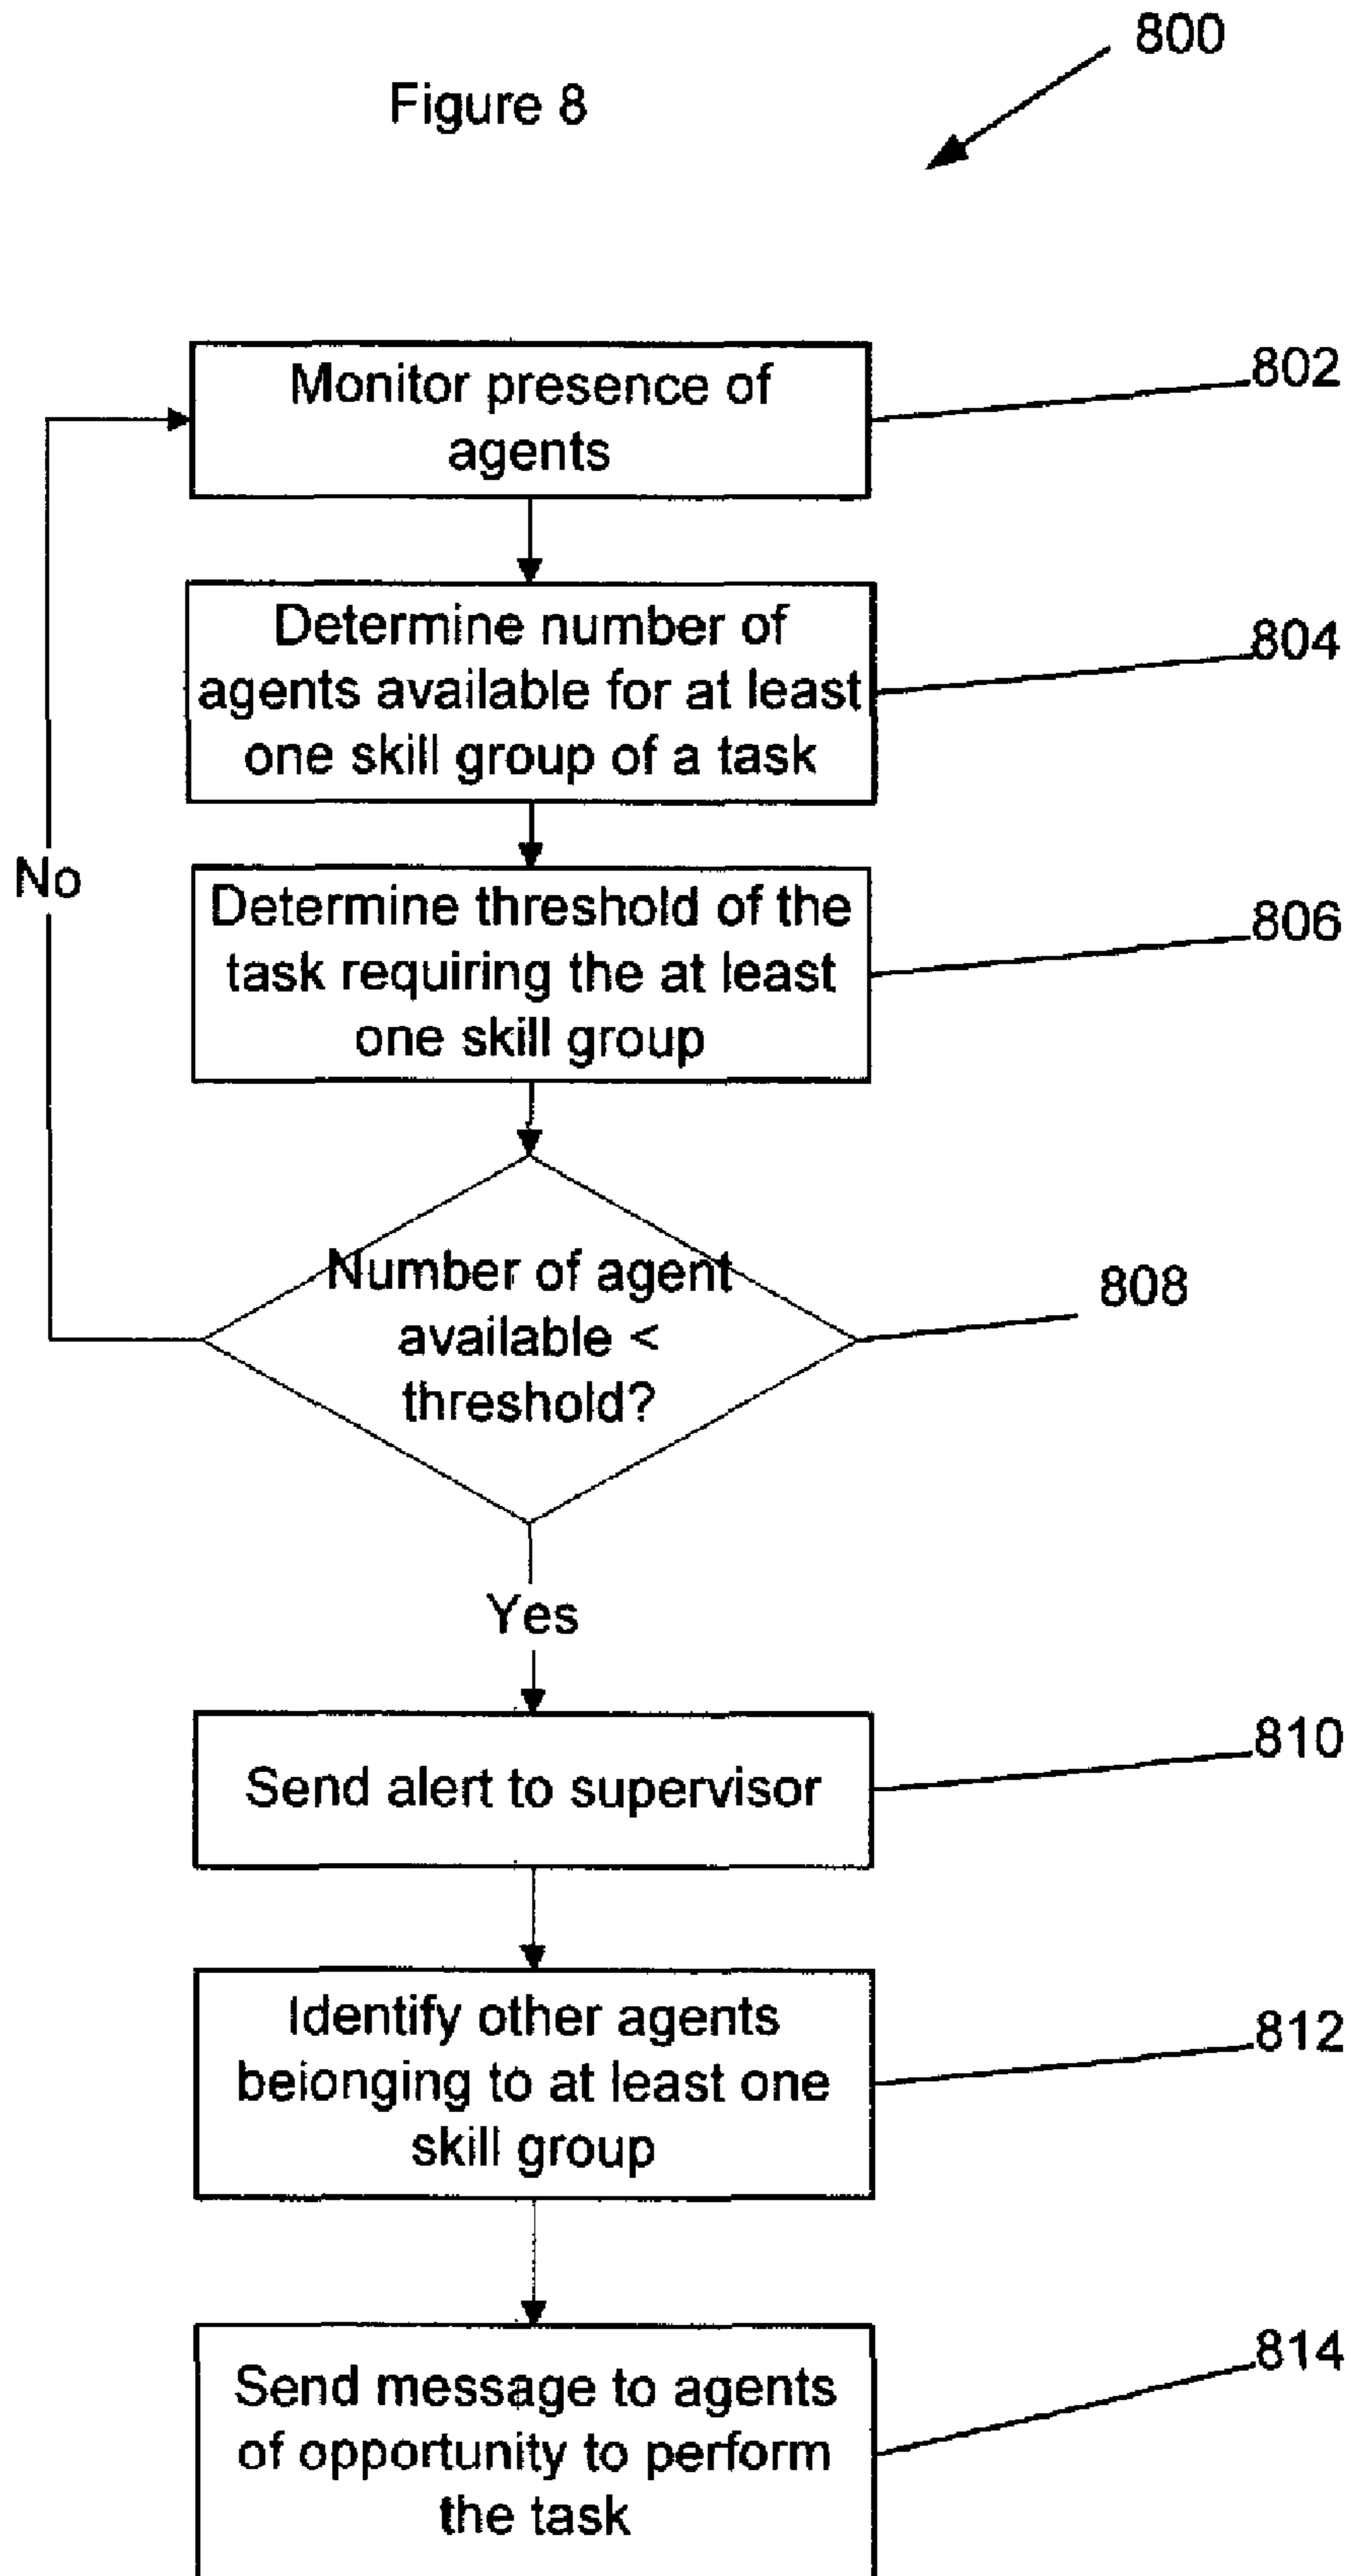 800
Figure 8
Monitor presence of
agents
802
Determine number of
agents available for at least
one skill group of a task
804
No
Determine threshold of the
task requiring the at least
one skill group
806
Number of agent
available <
threshold?
808
Yes
Send alert to supervisor
810
Identify other agents
belonging to at least one
skill group
812
Send message to agents
of opportunity to perform
the task
814